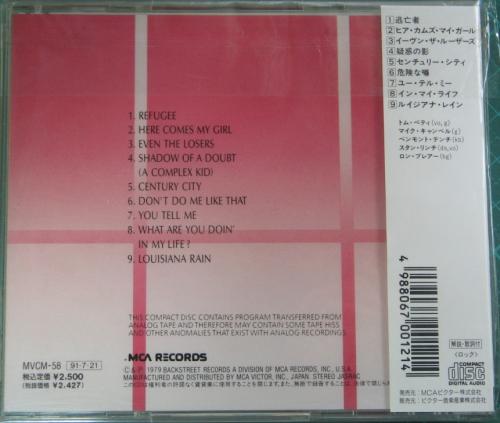 1. REFUGEE
2. HERE COMES MY GIRL
3. EVEN THE LOSERS
4. SHADOW OF A DOUBT
(A COMPLEX KID)
5. CENTURY CITY
6. DON'T DO ME LIKE THAT
7. YOU TELL ME
8. WHAT ARE YOU DOIN'
IN MY LIFE?
9. LOUISIANA RAIN
THIS COMPACT DISC CONTAINS PROGRAM TRANSFERRED FROM
ANALOG TAPE AND THEREFORE MAY CONTAIN SOME TAPE HISS
AND OTHER ANOMALIES THAT EXIST WITH ANALOG RECORDINGS.
MCA RECORDS
© & ℗ 1979 BACKSTREET RECORDS A DIVISION OF MCA RECORDS, INC., U.S.A.
MANUFACTURED AND DISTRIBUTED BY MCA VICTOR, INC., JAPAN. STEREO JASRAC
MVCM-58 91·7·21
税込定価 ¥2,500
(税抜価格 ¥2,427)
1 逃亡者
2 ヒア・カムズ・マイ・ガール
3 イーヴン・ザ・ルーザーズ
4 疑惑の影
5 センチュリー・シティ
6 危険な噂
7 ユー・テル・ミー
8 イン・マイ・ライフ
9 ルイジアナ・レイン
トム・ペティ(vo,g)
マイク・キャンベル(g)
ベンモント・テンチ(kb)
スタン・リンチ(ds,vo)
ロン・ブレアー(bg)
4 988067 001214
解説・歌詞付
<ロック>
COMPACT
disc
DIGITAL AUDIO
発売元:MCAビクター株式会社
販売元:ビクター音楽産業株式会社